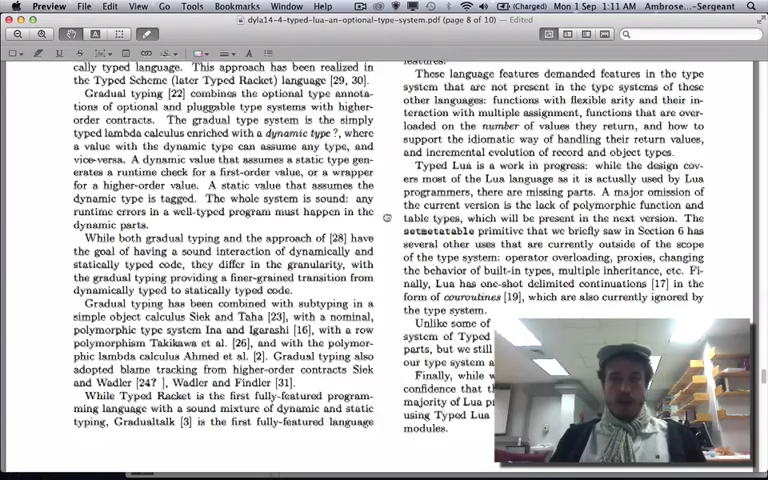 Preview File Edit View Go Tools Bookmarks Window Help
(Charged) Mon 1 Sep 1:11 AM Ambrose...-Sergeant
dyla14-4-typed-lua-an-optional-type-system.pdf (page 8 of 10) — Edited
cally typed language. This approach has been realized in
the Typed Scheme (later Typed Racket) language [29, 30].
Gradual typing [22] combines the optional type annota-
tions of optional and pluggable type systems with higher-
order contracts. The gradual type system is the simply
typed lambda calculus enriched with a dynamic type ?, where
a value with the dynamic type can assume any type, and
vice-versa. A dynamic value that assumes a static type gen-
erates a runtime check for a first-order value, or a wrapper
for a higher-order value. A static value that assumes the
dynamic type is tagged. The whole system is sound: any
runtime errors in a well-typed program must happen in the
dynamic parts.
While both gradual typing and the approach of [28] have
the goal of having a sound interaction of dynamically and
statically typed code, they differ in the granularity, with
the gradual typing providing a finer-grained transition from
dynamically typed to statically typed code.
Gradual typing has been combined with subtyping in a
simple object calculus Siek and Taha [23], with a nominal,
polymorphic type system Ina and Igarashi [16], with a row
polymorphism Takikawa et al. [26], and with the polymor-
phic lambda calculus Ahmed et al. [2]. Gradual typing also
adopted blame tracking from higher-order contracts Siek
and Wadler [24? ], Wadler and Findler [31].
While Typed Racket is the first fully-featured program-
ming language with a sound mixture of dynamic and static
typing, Gradualtalk [3] is the first fully-featured language
features.
These language features demanded features in the type
system that are not present in the type systems of these
other languages: functions with flexible arity and their in-
teraction with multiple assignment, functions that are over-
loaded on the number of values they return, and how to
support the idiomatic way of handling their return values,
and incremental evolution of record and object types.
Typed Lua is a work in progress: while the design cov-
ers most of the Lua language as it is actually used by Lua
programmers, there are missing parts. A major omission of
the current version is the lack of polymorphic function and
table types, which will be present in the next version. The
setmetatable primitive that we briefly saw in Section 6 has
several other uses that are currently outside of the scope
of the type system: operator overloading, proxies, changing
the behavior of built-in types, multiple inheritance, etc. Fi-
nally, Lua has one-shot delimited continuations [17] in the
form of couroutines [19], which are also currently ignored by
the type system.
Unlike some of
system of Typed
parts, but we still
our type system a
Finally, while w
confidence that t
majority of Lua pr
using Typed Lua
modules.